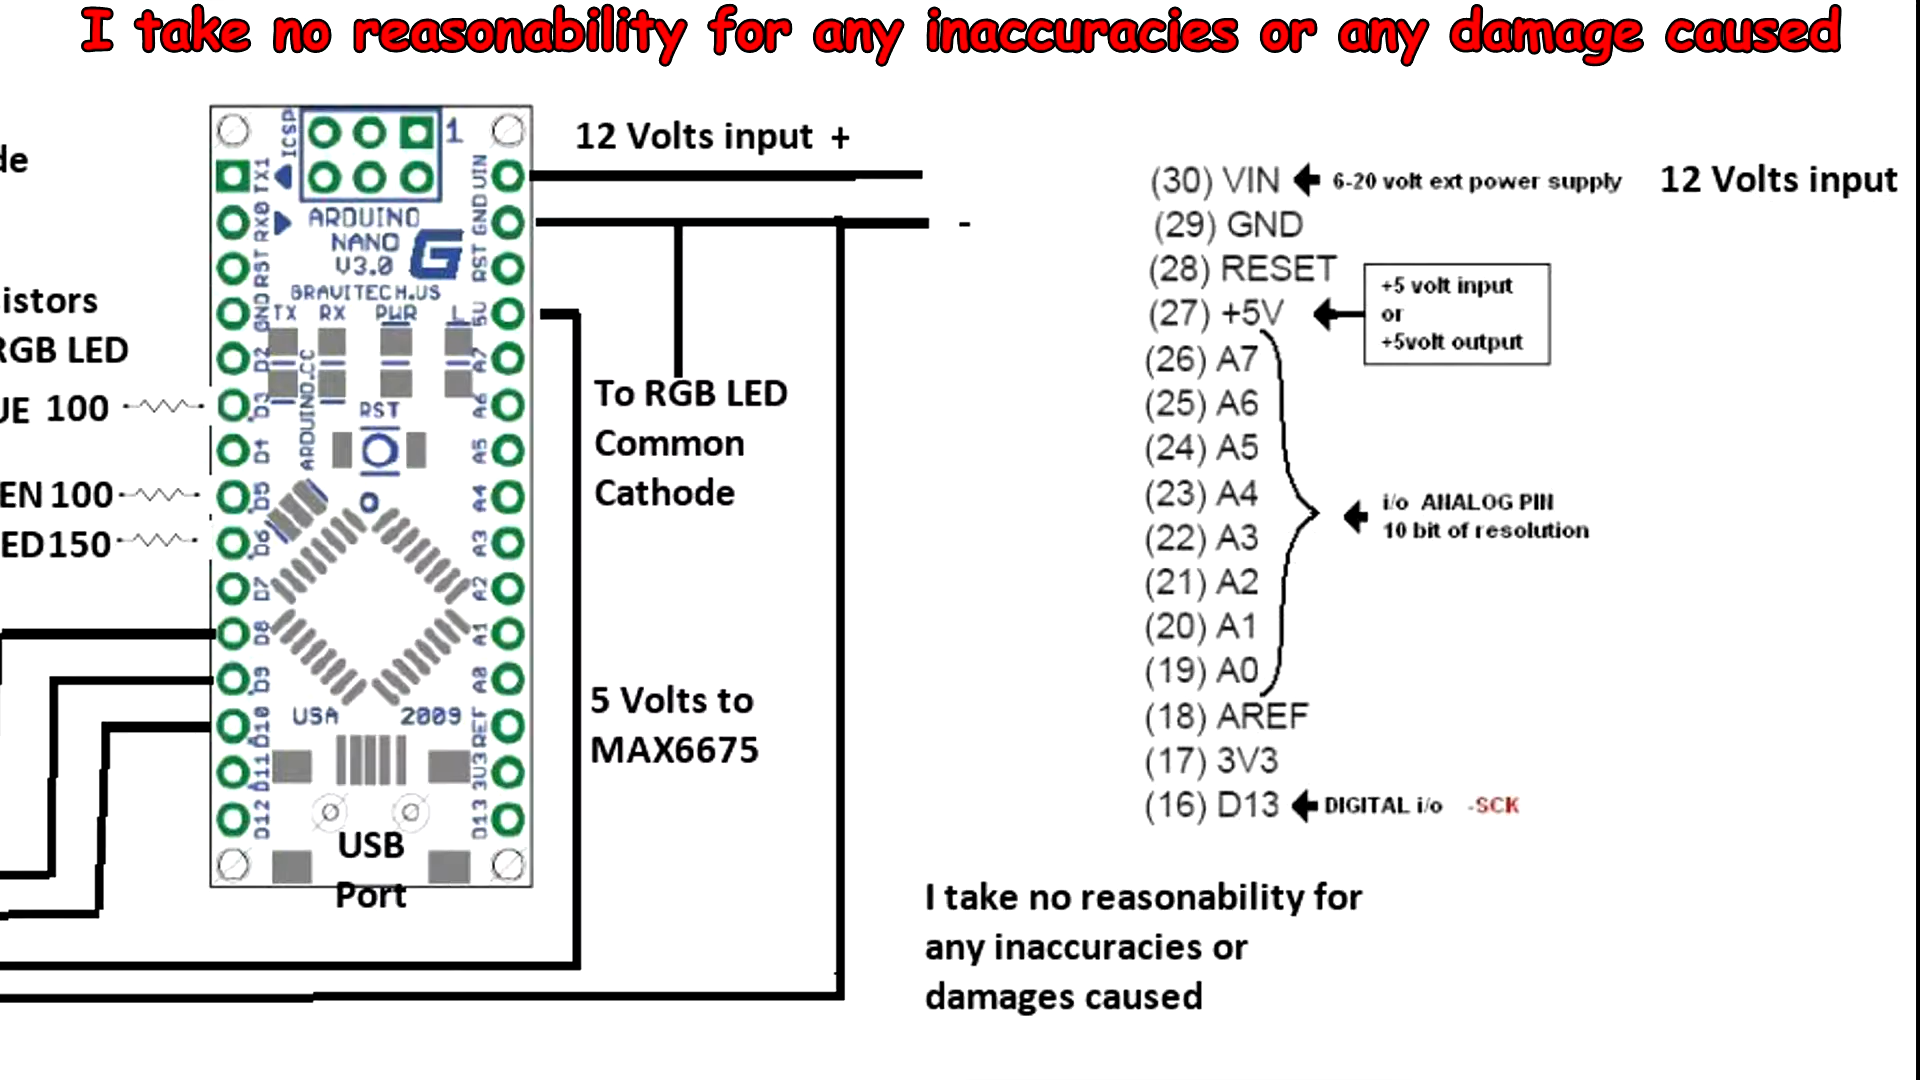 I take no reasonability for any inaccuracies or any damage caused
de
istors
RGB LED
UE 100
EN 100
ED 150
ICSP
1
TX1
RX0
RST
GND
D2
D3
D4
D5
D6
D7
D8
D9
D10
D11
D12
ARDUINO
NANO
V3.0
G
GRAVITECH.US
TX RX PWR L
ARDUINO.CC
RST
USA 2009
USB
Port
VIN
GND
RST
5V
A7
A6
A5
A4
A3
A2
A1
A0
REF
3V3
D13
12 Volts input +
-
To RGB LED
Common
Cathode
5 Volts to
MAX6675
(30) VIN 6-20 volt ext power supply 12 Volts input
(29) GND
(28) RESET
(27) +5V
+5 volt input
or
+5volt output
(26) A7
(25) A6
(24) A5
(23) A4
(22) A3
(21) A2
(20) A1
(19) A0
i/o ANALOG PIN
10 bit of resolution
(18) AREF
(17) 3V3
(16) D13 DIGITAL i/o -SCK
I take no reasonability for
any inaccuracies or
damages caused